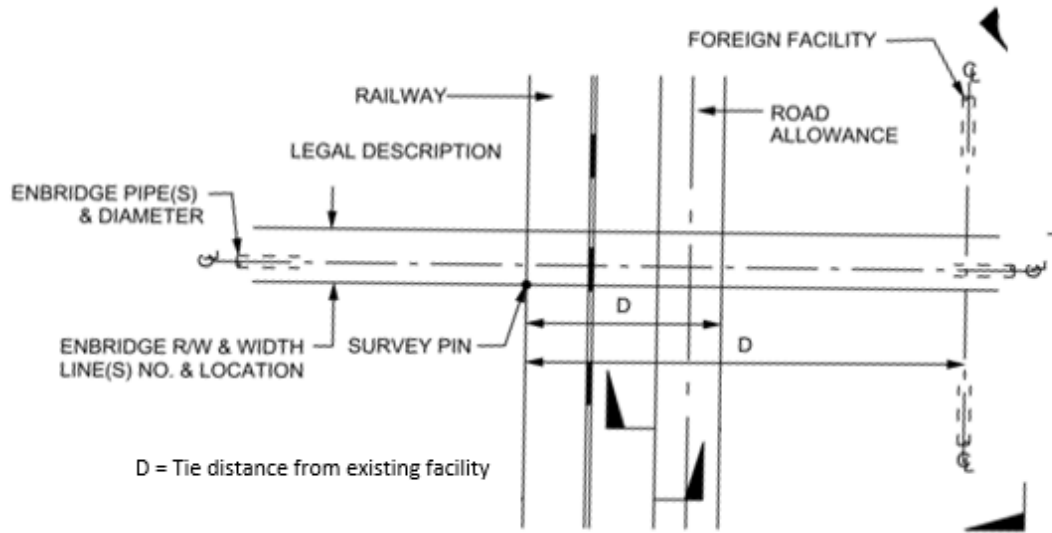 FOREIGN FACILITY
RAILWAY
ROAD
ALLOWANCE
LEGAL DESCRIPTION
ENBRIDGE PIPE(S)
& DIAMETER
D
ENBRIDGE R/W & WIDTH
LINE(S) NO. & LOCATION
SURVEY PIN
D
D = Tie distance from existing facility